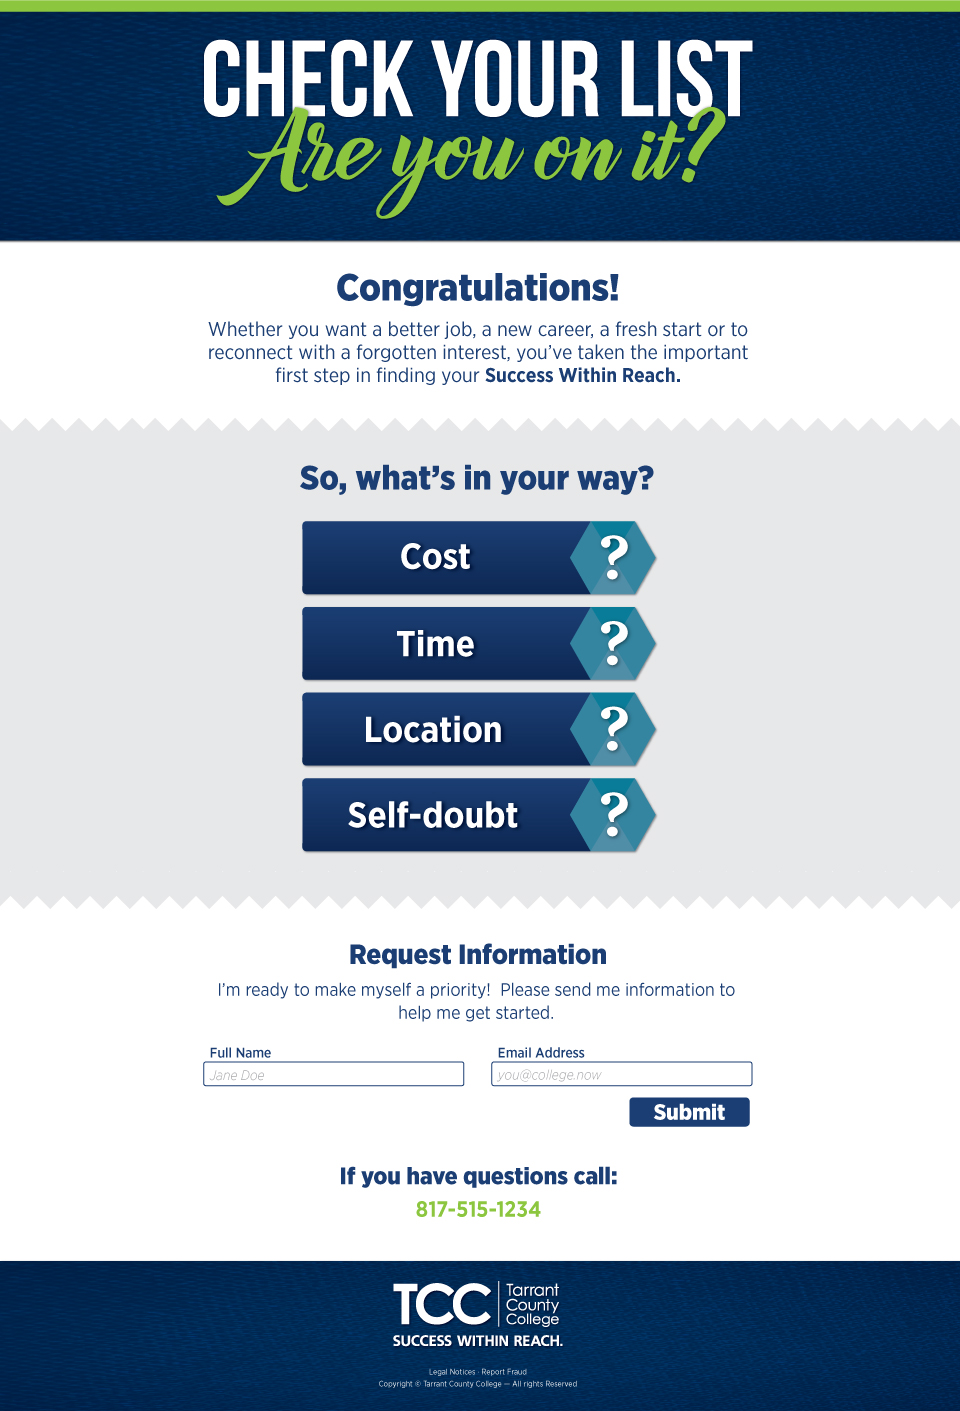 CHECK YOUR LIST
Are you on it?
Congratulations!
Whether you want a better job, a new career, a fresh start or to
reconnect with a forgotten interest, you've taken the important
first step in finding your Success Within Reach.
So, what's in your way?
Cost ?
Time ?
Location ?
Self-doubt ?
Request Information
I'm ready to make myself a priority!  Please send me information to
help me get started.
Full Name
Jane Doe
Email Address
you@college.now
Submit
If you have questions call:
817-515-1234
TCC
Tarrant
County
College
SUCCESS WITHIN REACH.
Legal Notices · Report Fraud
Copyright © Tarrant County College — All rights Reserved